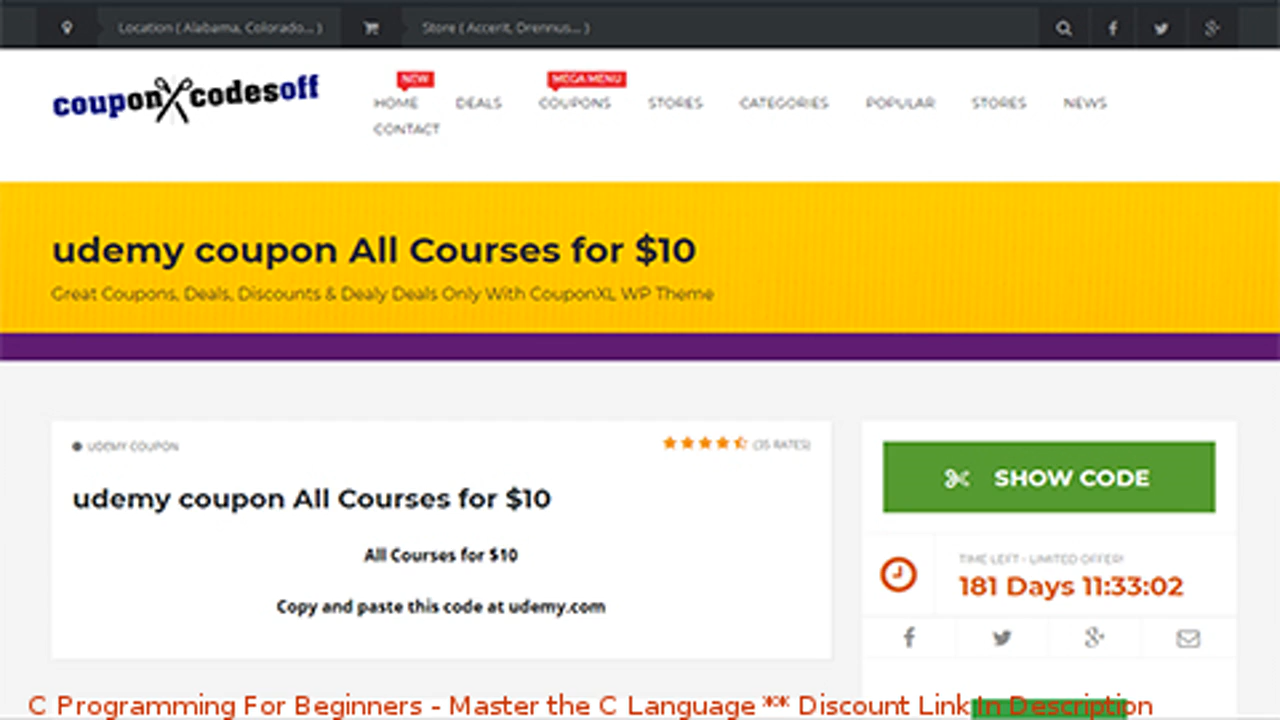 Location ( Alabama, Colorado... )
Store ( Accent, Drennus... )
couponXcodesoff
NEW
MEGA MENU
HOME DEALS COUPONS STORES CATEGORIES POPULAR STORES NEWS
CONTACT
udemy coupon All Courses for $10
Great Coupons, Deals, Discounts & Dealy Deals Only With CouponXL WP Theme
UDEMY COUPON
(35 RATES)
udemy coupon All Courses for $10
All Courses for $10
Copy and paste this code at udemy.com
SHOW CODE
TIME LEFT - LIMITED OFFER!
181 Days 11:33:02
C Programming For Beginners - Master the C Language ** Discount Link In Description